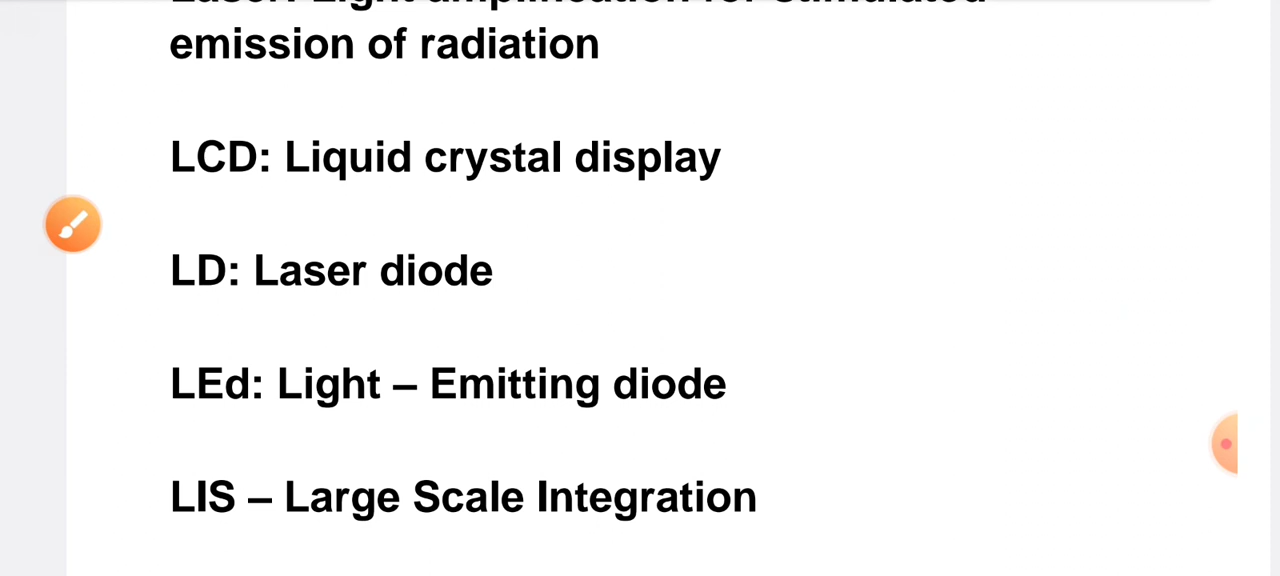 emission of radiation
LCD: Liquid crystal display
LD: Laser diode
LEd: Light – Emitting diode
LIS – Large Scale Integration